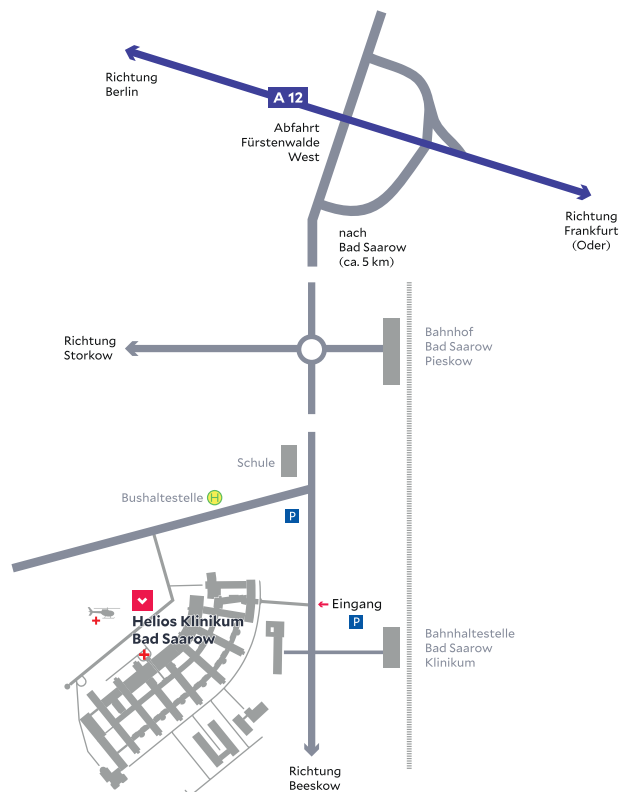 Richtung
Berlin
A 12
Abfahrt
Fürstenwalde
West
Richtung
Frankfurt
(Oder)
nach
Bad Saarow
(ca. 5 km)
Richtung
Storkow
Bahnhof
Bad Saarow
Pieskow
Schule
Bushaltestelle H
P
Eingang
P
Helios Klinikum
Bad Saarow
Bahnhaltestelle
Bad Saarow
Klinikum
Richtung
Beeskow